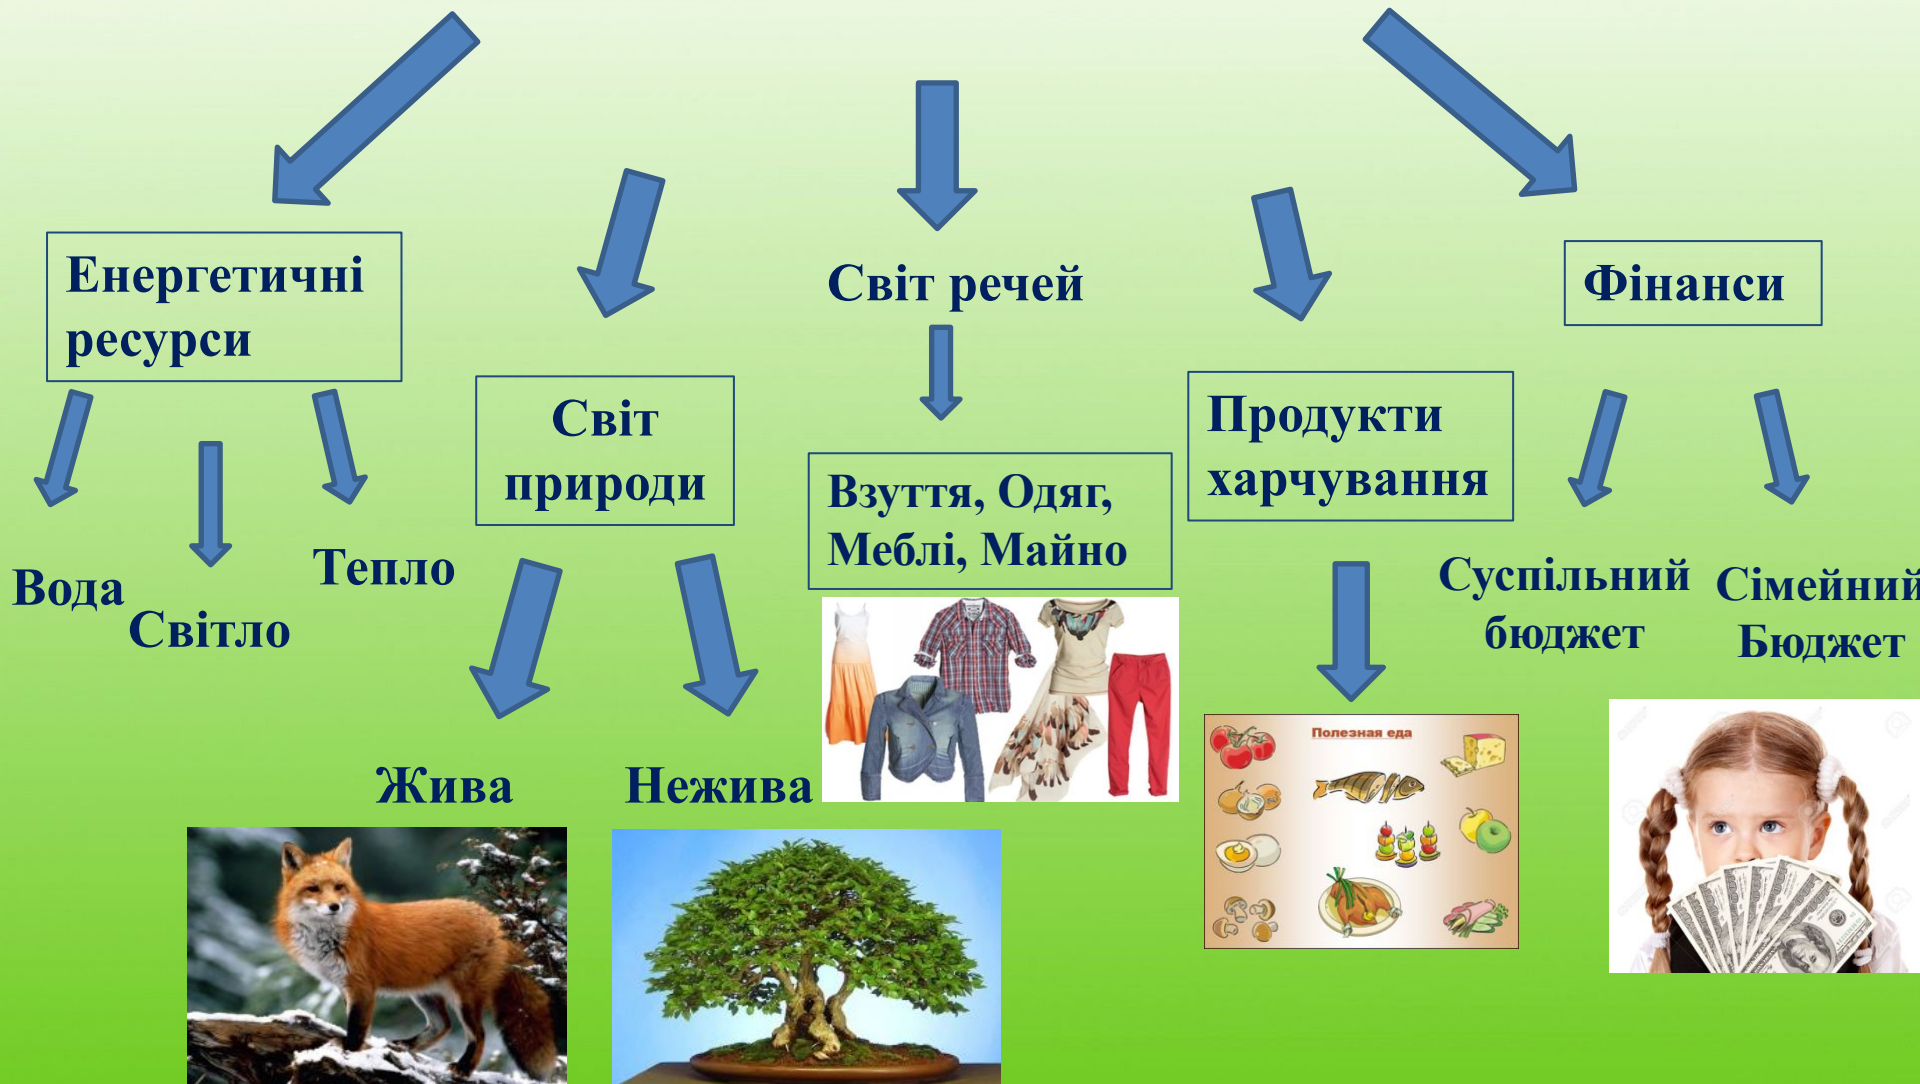 Енергетичні
ресурси
Вода
Світло
Тепло
Світ
природи
Жива
Нежива
Світ речей
Взуття, Одяг,
Меблі, Майно
Продукти
харчування
Полезная еда
Фінанси
Суспільний
бюджет
Сімейний
Бюджет